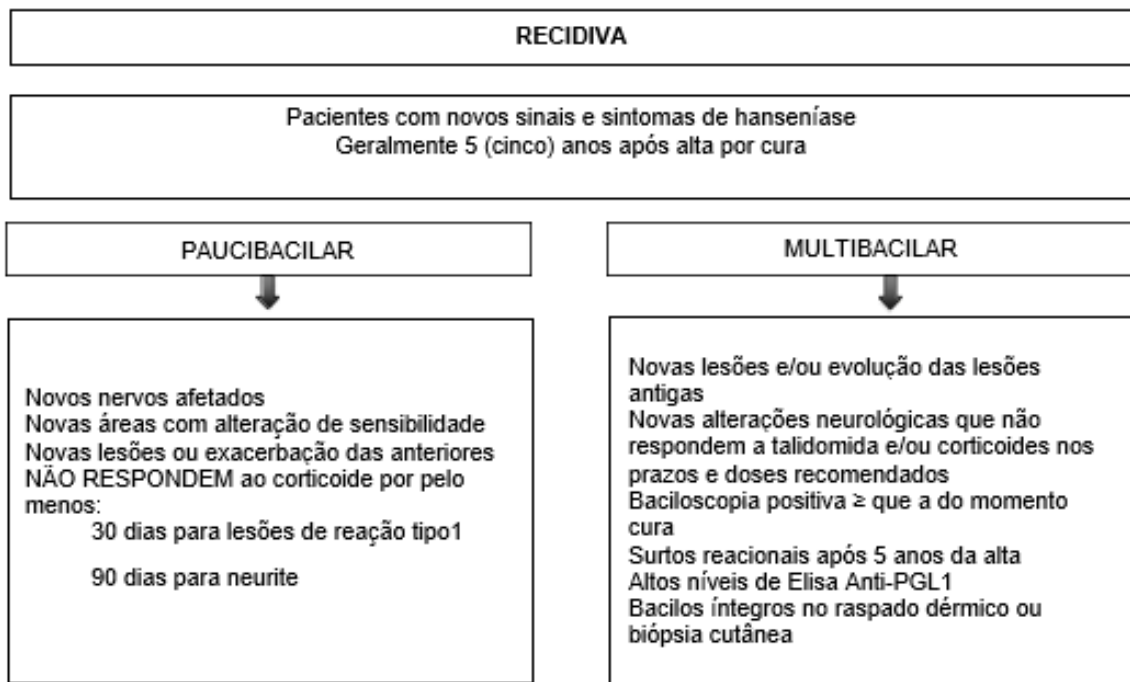 RECIDIVA
Pacientes com novos sinais e sintomas de hanseníase
Geralmente 5 (cinco) anos após alta por cura
PAUCIBACILAR
Novos nervos afetados
Novas áreas com alteração de sensibilidade
Novas lesões ou exacerbação das anteriores
NÃO RESPONDEM ao corticoide por pelo
menos:
30 dias para lesões de reação tipo1
90 dias para neurite
MULTIBACILAR
Novas lesões e/ou evolução das lesões
antigas
Novas alterações neurológicas que não
respondem a talidomida e/ou corticoides nos
prazos e doses recomendados
Baciloscopia positiva ≥ que a do momento
cura
Surtos reacionais após 5 anos da alta
Altos níveis de Elisa Anti-PGL1
Bacilos íntegros no raspado dérmico ou
biópsia cutânea